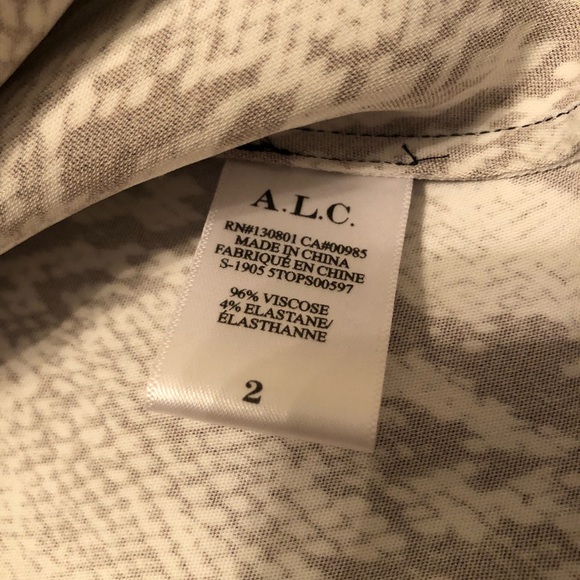 A.L.C.
RN#130801 CA#00985
MADE IN CHINA
FABRIQUÉ EN CHINE
S-1905 5TOPS00597
96% VISCOSE
4% ELASTANE/
ÉLASTHANNE
2